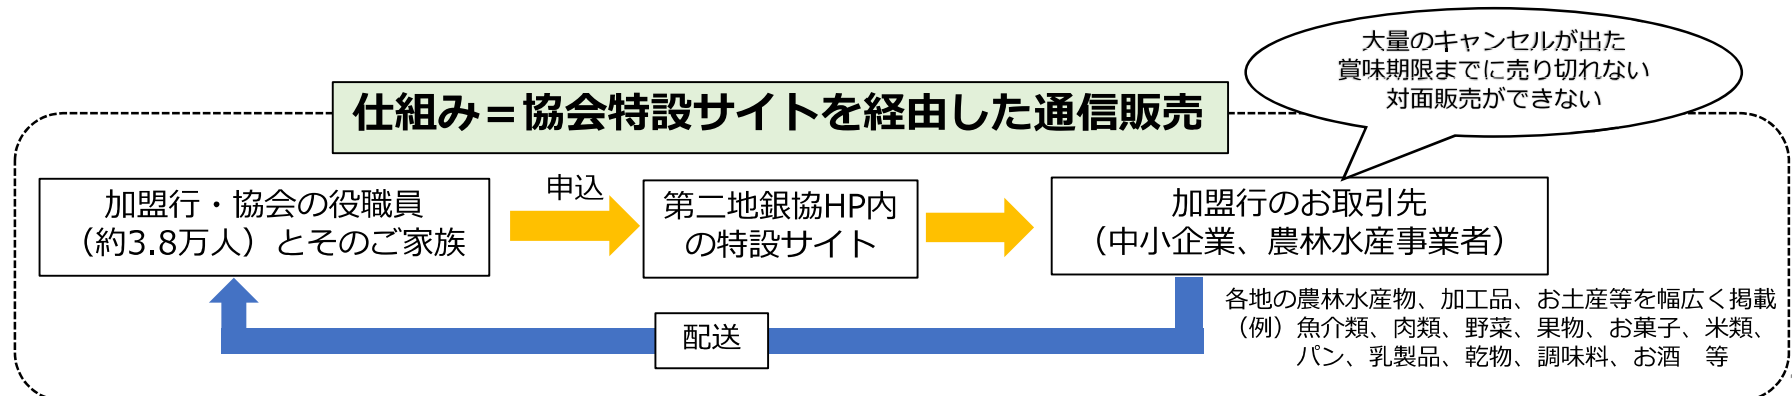 大量のキャンセルが出た
賞味期限までに売り切れない
対面販売ができない
仕組み＝協会特設サイトを経由した通信販売
加盟行・協会の役職員
（約3.8万人）とそのご家族
申込
第二地銀協HP内
の特設サイト
加盟行のお取引先
（中小企業、農林水産事業者）
配送
各地の農林水産物、加工品、お土産等を幅広く掲載
（例）魚介類、肉類、野菜、果物、お菓子、米類、
パン、乳製品、乾物、調味料、お酒　等